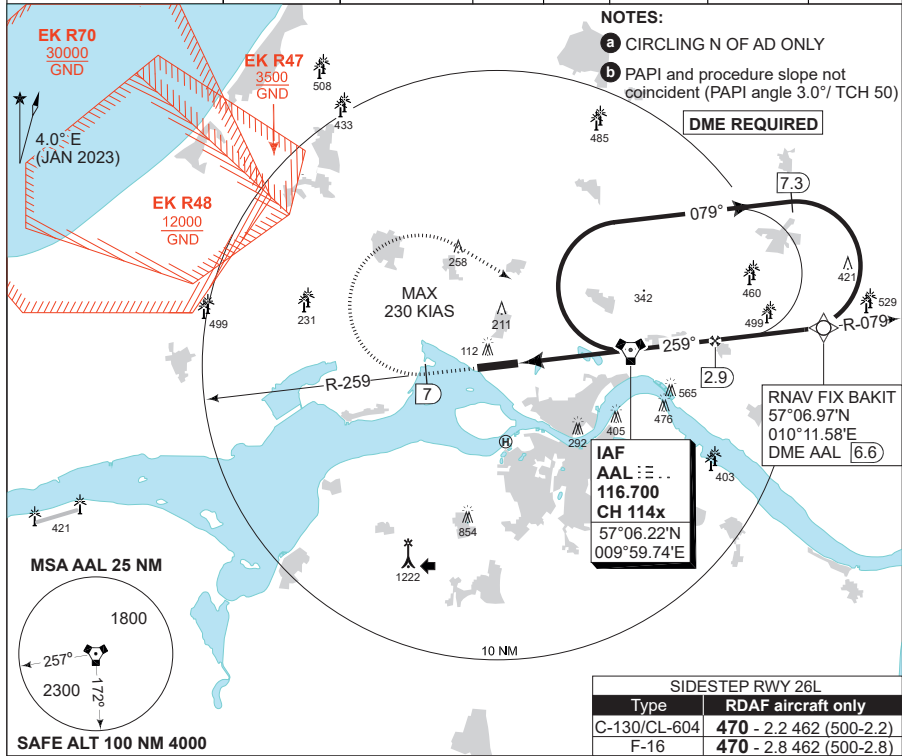 NOTES:
a CIRCLING N OF AD ONLY
b PAPI and procedure slope not
coincident (PAPI angle 3.0°/ TCH 50)
DME REQUIRED
EK R70
30000
GND
EK R47
3500
GND
4.0° E
(JAN 2023)
EK R48
12000
GND
508
433
485
7.3
079°
258
MAX
230 KIAS
342
460
421
499
231
211
499
529
112
259°
R-079
R-259
7
2.9
565
476
405
292
H
RNAV FIX BAKIT
57°06.97'N
010°11.58'E
DME AAL 6.6
IAF
AAL
116.700
CH 114x
57°06.22'N
009°59.74'E
403
421
854
1222
MSA AAL 25 NM
1800
257°
2300
172°
SAFE ALT 100 NM 4000
10 NM
SIDESTEP RWY 26L
Type RDAF aircraft only
C-130/CL-604 470 - 2.2 462 (500-2.2)
F-16 470 - 2.8 462 (500-2.8)